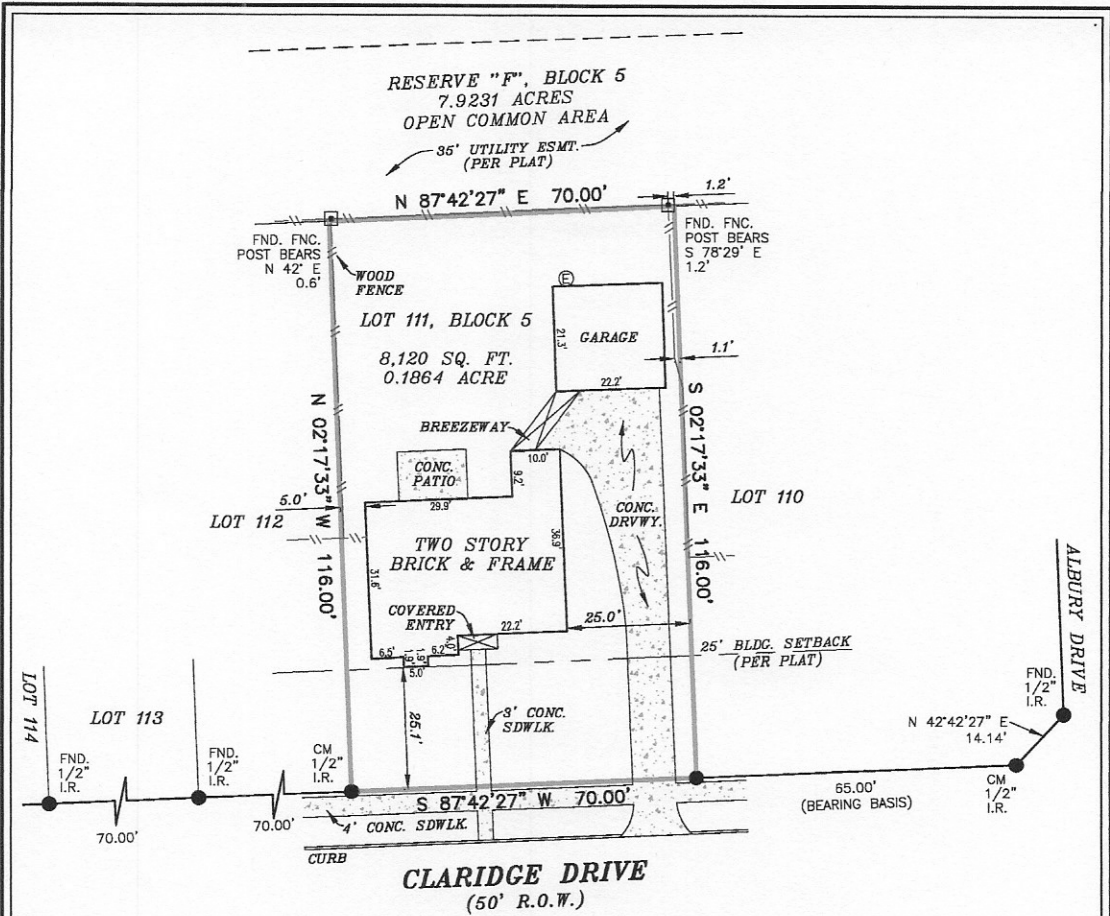 RESERVE "F", BLOCK 5
7.9231 ACRES
OPEN COMMON AREA
35' UTILITY ESMT.
(PER PLAT)
N 87°42'27" E 70.00'
1.2'
FND. FNC.
POST BEARS
N 42° E
0.6'
WOOD
FENCE
FND. FNC.
POST BEARS
S 78°29' E
1.2'
E
LOT 111, BLOCK 5
8,120 SQ. FT.
0.1864 ACRE
21.3'
GARAGE
22.2'
1.1'
N 02°17'33" W 116.00'
S 02°17'33" E 116.00'
BREEZEWAY
10.0'
9.2'
CONC.
PATIO
29.9'
5.0'
LOT 112
LOT 110
CONC.
DRVWY.
TWO STORY
BRICK & FRAME
36.9'
31.6'
COVERED
ENTRY
22.2'
25.0'
4.0'
6.5'
1.9'
1.9'
6.2'
5.0'
25' BLDG. SETBACK
(PER PLAT)
25.1'
3' CONC.
SDWLK.
LOT 114
LOT 113
FND.
1/2"
I.R.
FND.
1/2"
I.R.
CM
1/2"
I.R.
ALBURY DRIVE
FND.
1/2"
I.R.
N 42°42'27" E
14.14'
CM
1/2"
I.R.
65.00'
(BEARING BASIS)
S 87°42'27" W 70.00'
70.00'
70.00'
4' CONC. SDWLK.
CURB
CLARIDGE DRIVE
(50' R.O.W.)